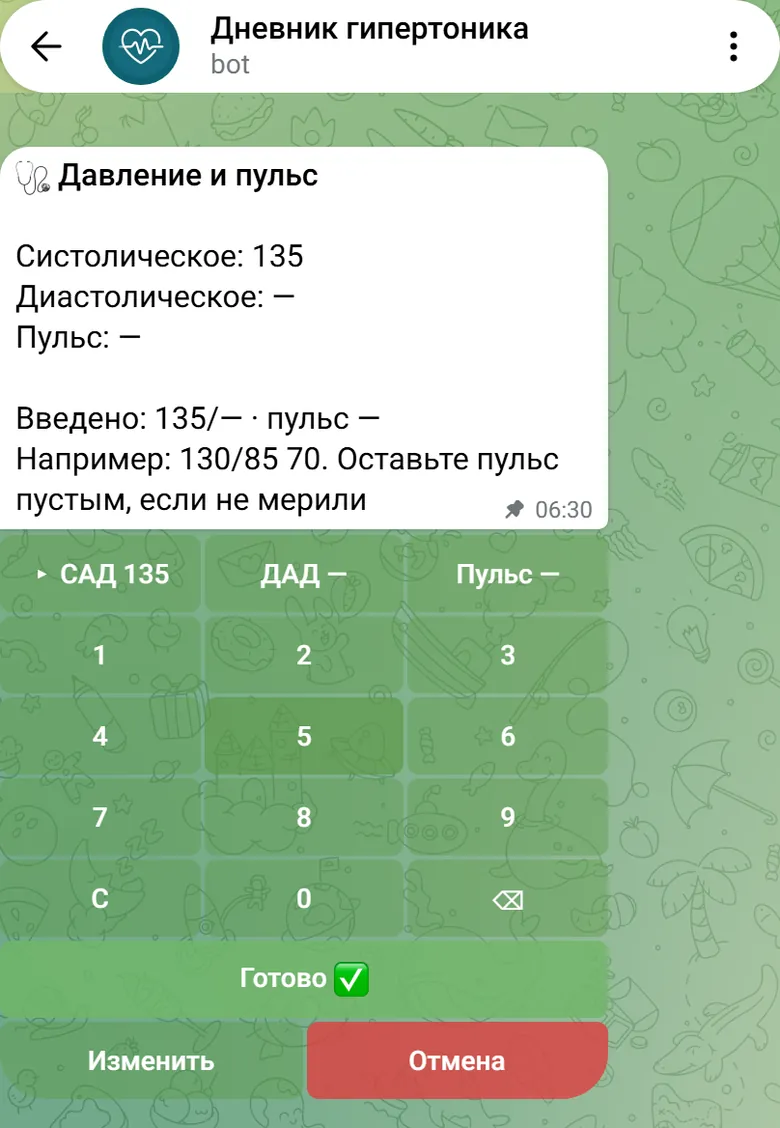 Дневник гипертоника
bot
🩺 Давление и пульс
Систолическое: 135
Диастолическое: —
Пульс: —
Введено: 135/— · пульс —
Например: 130/85 70. Оставьте пульс
пустым, если не мерили
06:30
▸ САД 135 ДАД — Пульс —
1 2 3
4 5 6
7 8 9
C 0 ⌫
Готово ✅
Изменить Отмена